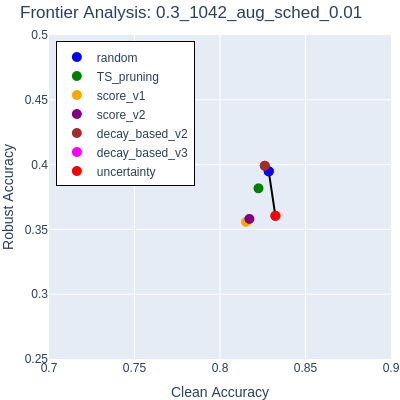 Frontier Analysis: 0.3_1042_aug_sched_0.01
0.5
random
TS_pruning
score_v1
score_v2
decay_based_v2
decay_based_v3
uncertainty
0.45
0.4
0.35
0.3
0.25
Robust Accuracy
0.7
0.75
0.8
0.85
0.9
Clean Accuracy